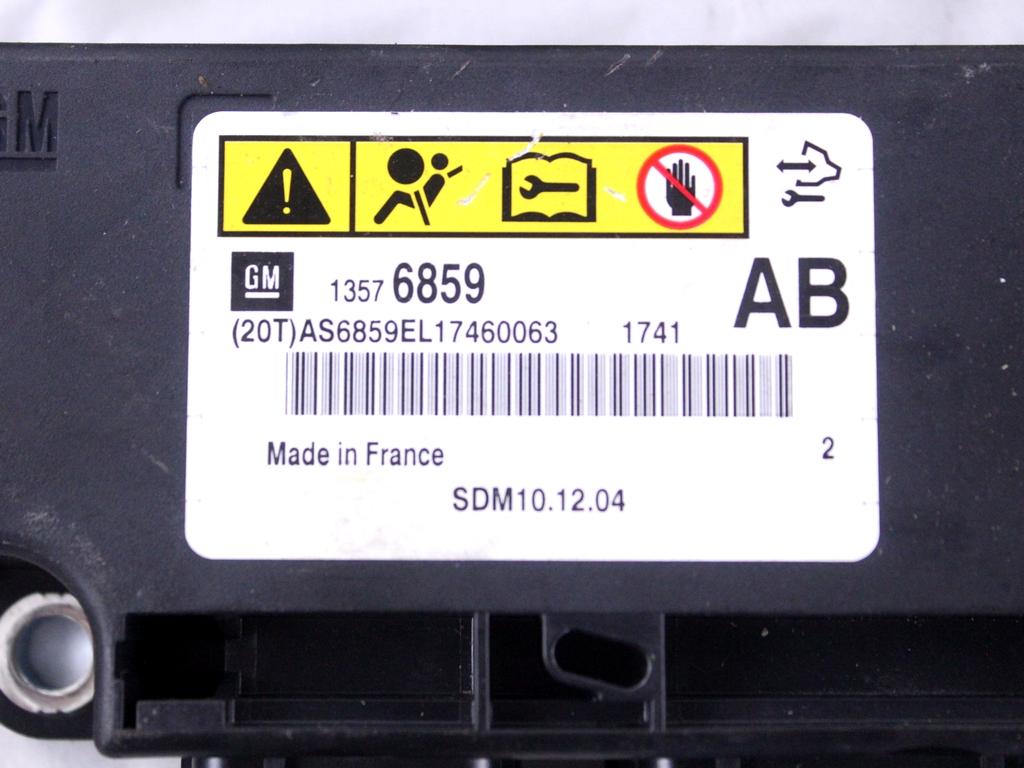 GM
GM 1357 6859 AB
(20T)AS6859EL17460063 1741
Made in France 2
SDM10.12.04